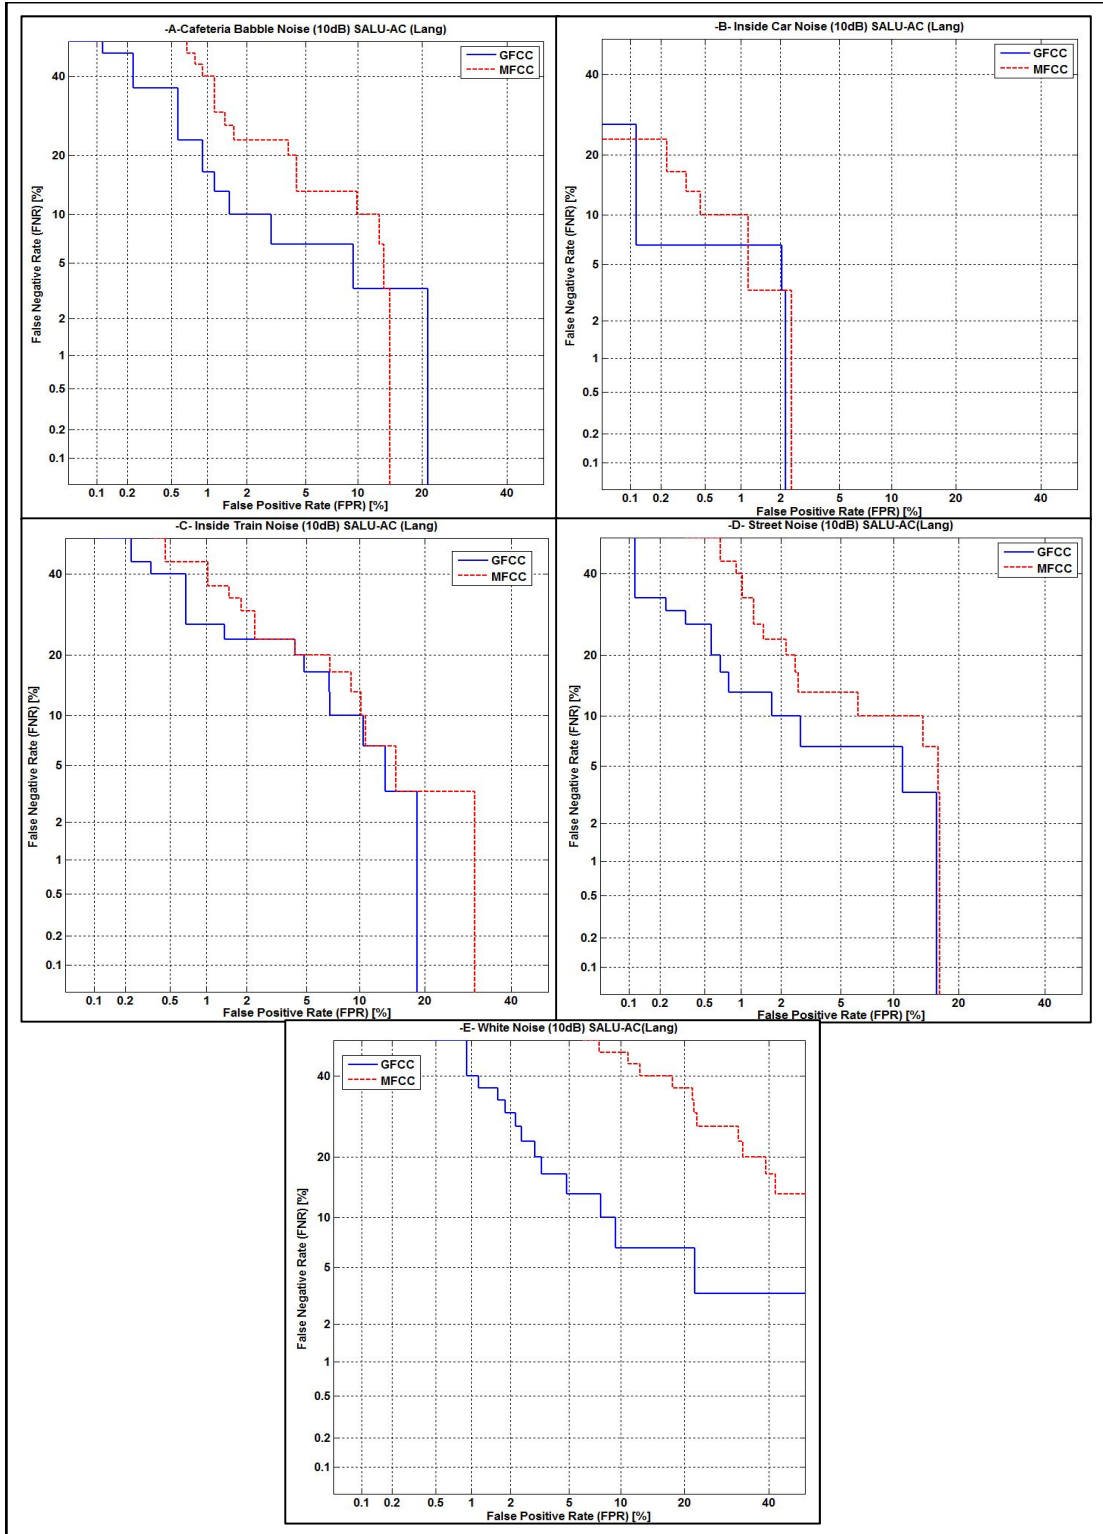 -A-Cafeteria Babble Noise (10dB) SALU-AC (Lang)
GFCC
MFCC
40
20
10
5
2
1
0.5
0.2
0.1
False Negative Rate (FNR) [%]
0.1 0.2 0.5 1 2 5 10 20 40
False Positive Rate (FPR) [%]
-B- Inside Car Noise (10dB) SALU-AC (Lang)
GFCC
MFCC
40
20
10
5
2
1
0.5
0.2
0.1
False Negative Rate (FNR) [%]
0.1 0.2 0.5 1 2 5 10 20 40
False Positive Rate (FPR) [%]
-C- Inside Train Noise (10dB) SALU-AC (Lang)
GFCC
MFCC
40
20
10
5
2
1
0.5
0.2
0.1
False Negative Rate (FNR) [%]
0.1 0.2 0.5 1 2 5 10 20 40
False Positive Rate (FPR) [%]
-D- Street Noise (10dB) SALU-AC(Lang)
GFCC
MFCC
40
20
10
5
2
1
0.5
0.2
0.1
False Negative Rate (FNR) [%]
0.1 0.2 0.5 1 2 5 10 20 40
False Positive Rate (FPR) [%]
-E- White Noise (10dB) SALU-AC(Lang)
GFCC
MFCC
40
20
10
5
2
1
0.5
0.2
0.1
False Negative Rate (FNR) [%]
0.1 0.2 0.5 1 2 5 10 20 40
False Positive Rate (FPR) [%]